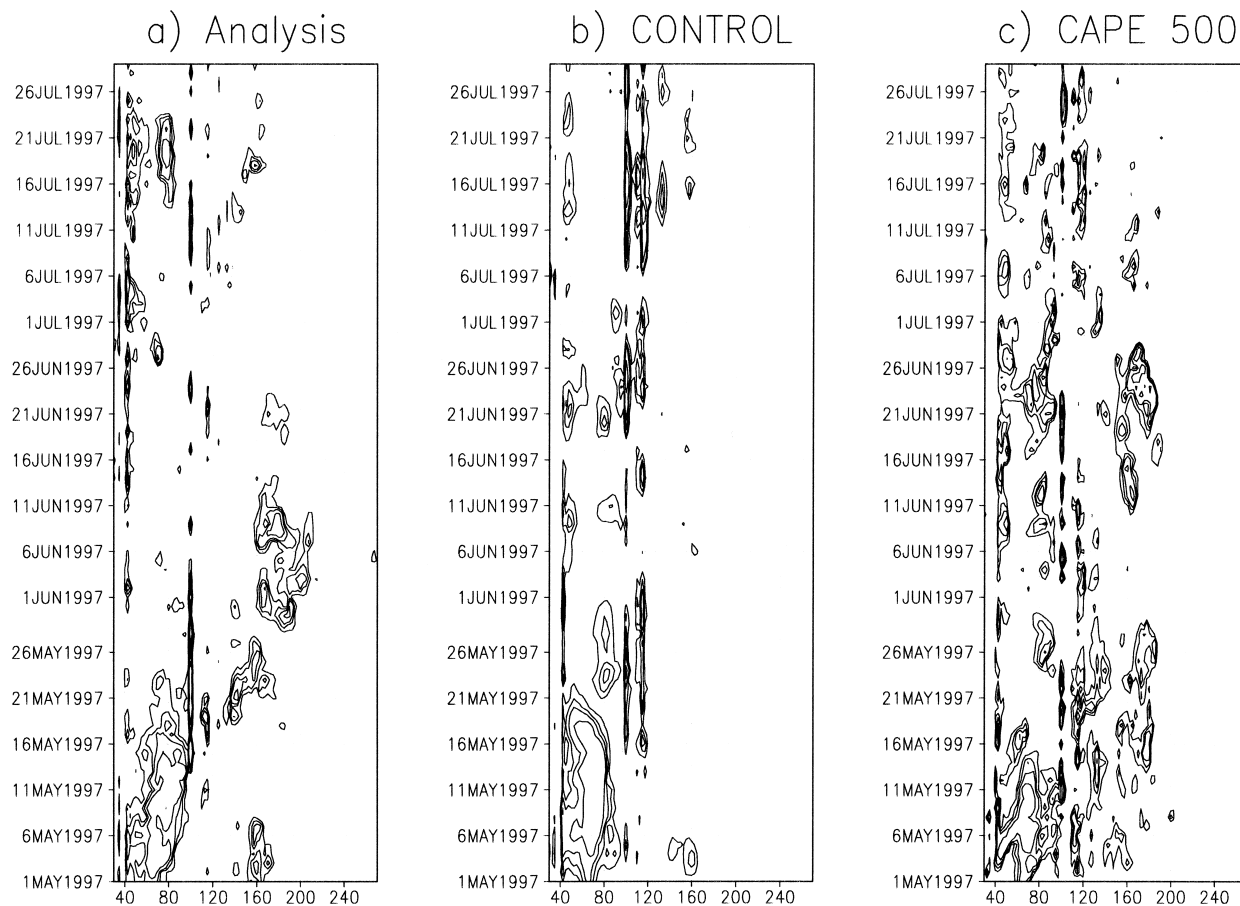 a) Analysis
26JUL1997
21JUL1997
16JUL1997
11JUL1997
6JUL1997
1JUL1997
26JUN1997
21JUN1997
16JUN1997
11JUN1997
6JUN1997
1JUN1997
26MAY1997
21MAY1997
16MAY1997
11MAY1997
6MAY1997
1MAY1997
40 80 120 160 200 240
b) CONTROL
26JUL1997
21JUL1997
16JUL1997
11JUL1997
6JUL1997
1JUL1997
26JUN1997
21JUN1997
16JUN1997
11JUN1997
6JUN1997
1JUN1997
26MAY1997
21MAY1997
16MAY1997
11MAY1997
6MAY1997
1MAY1997
40 80 120 160 200 240
c) CAPE 500
26JUL1997
21JUL1997
16JUL1997
11JUL1997
6JUL1997
1JUL1997
26JUN1997
21JUN1997
16JUN1997
11JUN1997
6JUN1997
1JUN1997
26MAY1997
21MAY1997
16MAY1997
11MAY1997
6MAY1997
1MAY1997
40 80 120 160 200 240